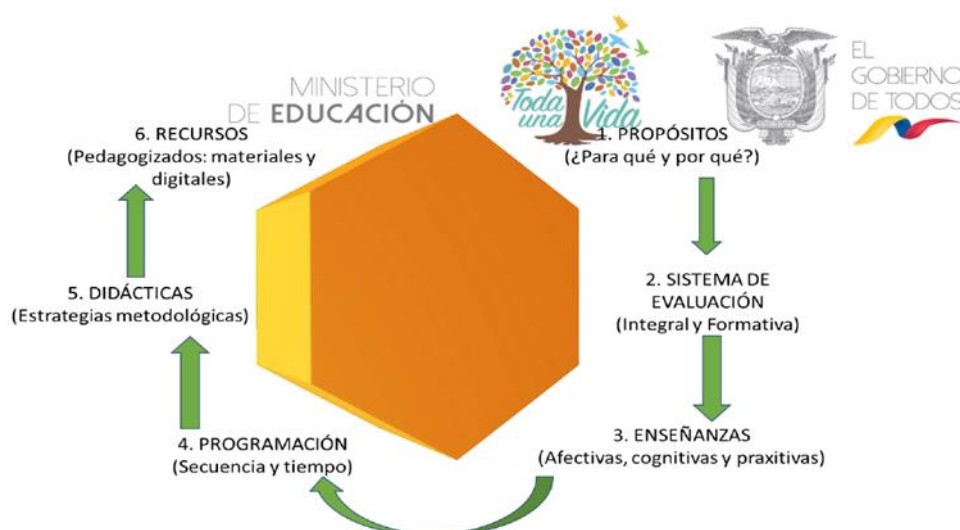 MINISTERIO
DE EDUCACIÓN
Toda
una Vida
EL
GOBIERNO
DE TODOS
1. PROPÓSITOS
(¿Para qué y por qué?)
2. SISTEMA DE
EVALUACIÓN
(Integral y Formativa)
3. ENSEÑANZAS
(Afectivas, cognitivas y praxitivas)
4. PROGRAMACIÓN
(Secuencia y tiempo)
5. DIDÁCTICAS
(Estrategias metodológicas)
6. RECURSOS
(Pedagogizados: materiales y
digitales)